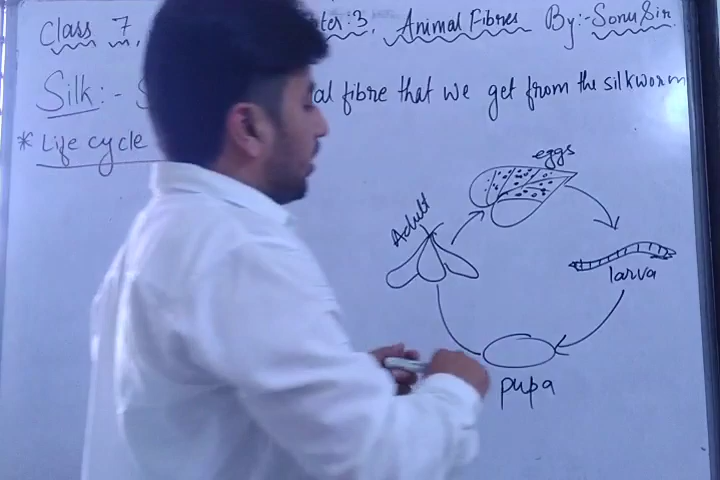 Class 7, ter:3, Animal Fibres By:-Sonu Sir.
Silk:- S al fibre that we get from the silkworm
* Life cycle
eggs
Adult
larva
pupa